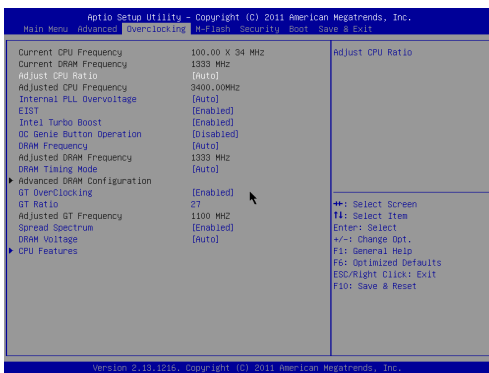 Aptio Setup Utility – Copyright (C) 2011 American Megatrends, Inc.
Main Menu Advanced Overclocking M-Flash Security Boot Save & Exit
Current CPU Frequency 100.00 X 34 MHz
Current DRAM Frequency 1333 MHz
Adjust CPU Ratio [Auto]
Adjusted CPU Frequency 3400.00MHz
Internal PLL Overvoltage [Auto]
EIST [Enabled]
Intel Turbo Boost [Enabled]
OC Genie Button Operation [Disabled]
DRAM Frequency [Auto]
Adjusted DRAM Frequency 1333 MHz
DRAM Timing Mode [Auto]
Advanced DRAM Configuration
GT OverClocking [Enabled]
GT Ratio 27
Adjusted GT Frequency 1100 MHZ
Spread Spectrum [Enabled]
DRAM Voltage [Auto]
CPU Features
Adjust CPU Ratio
→←: Select Screen
↑↓: Select Item
Enter: Select
+/-: Change Opt.
F1: General Help
F6: Optimized Defaults
ESC/Right Click: Exit
F10: Save & Reset
Version 2.13.1216. Copyright (C) 2011 American Megatrends, Inc.